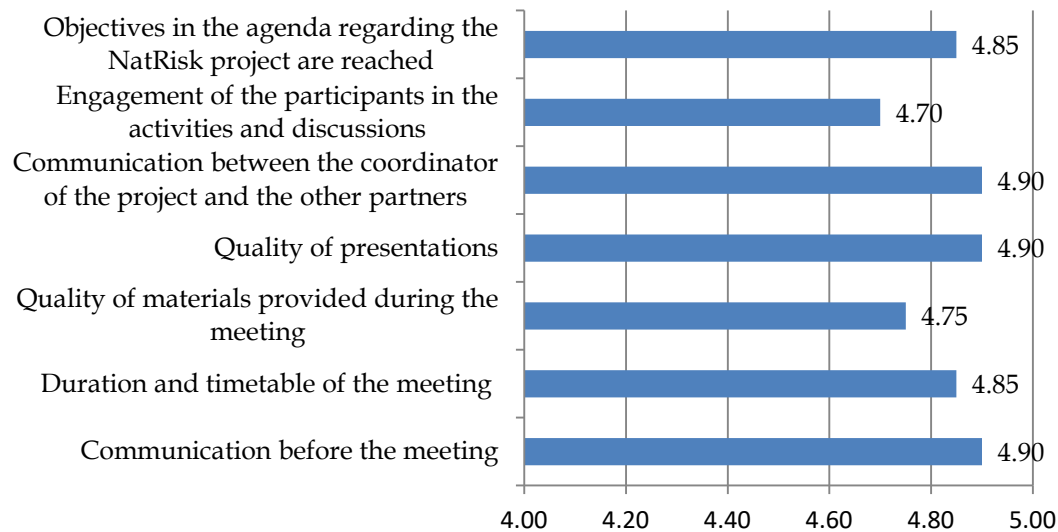 Objectives in the agenda regarding the
NatRisk project are reached
4.85
Engagement of the participants in the
activities and discussions
4.70
Communication between the coordinator
of the project and the other partners
4.90
Quality of presentations
4.90
Quality of materials provided during the
meeting
4.75
Duration and timetable of the meeting
4.85
Communication before the meeting
4.90
4.00 4.20 4.40 4.60 4.80 5.00